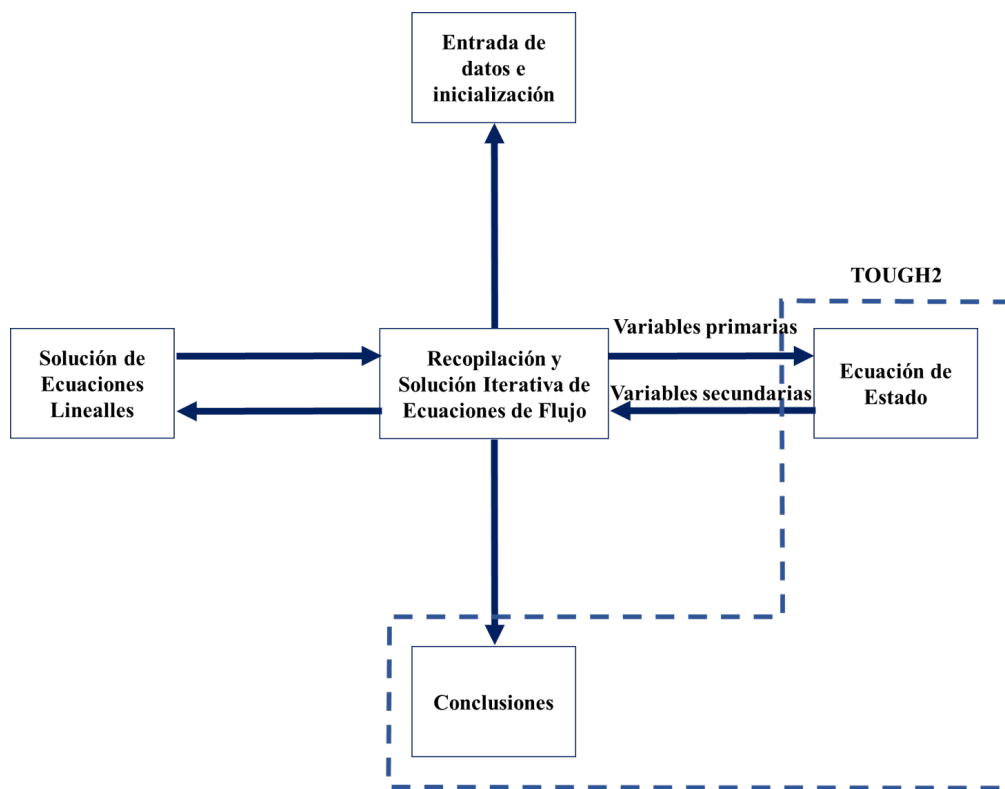 Entrada de
datos e
inicialización
TOUGH2
Solución de
Ecuaciones
Linealles
Recopilación y
Solución Iterativa de
Ecuaciones de Flujo
Variables primarias
Variables secundarias
Ecuación de
Estado
Conclusiones